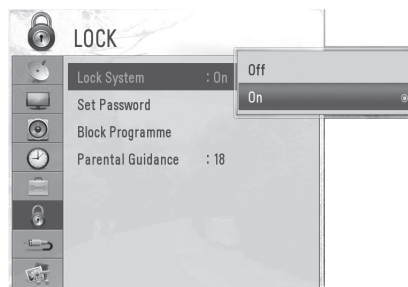 LOCK
Lock System : On
Off
On
Set Password
Block Programme
Parental Guidance : 18